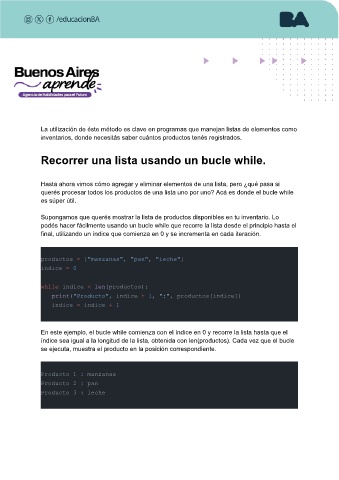 /educacionBA
BA
Buenos Aires
aprende
Agencia de Habilidades para el Futuro
La utilización de éste método es clave en programas que manejan listas de elementos como
inventarios, donde necesitás saber cuántos productos tenés registrados.
Recorrer una lista usando un bucle while.
Hasta ahora vimos cómo agregar y eliminar elementos de una lista, pero ¿qué pasa si
querés procesar todos los productos de una lista uno por uno? Acá es donde el bucle while
es súper útil.
Supongamos que querés mostrar la lista de productos disponibles en tu inventario. Lo
podés hacer fácilmente usando un bucle while que recorre la lista desde el principio hasta el
final, utilizando un índice que comienza en 0 y se incrementa en cada iteración.
productos = ["manzanas", "pan", "leche"]
indice = 0
while indice < len(productos):
print("Producto", indice + 1, ":", productos[indice])
indice = indice + 1
En este ejemplo, el bucle while comienza con el índice en 0 y recorre la lista hasta que el
índice sea igual a la longitud de la lista, obtenida con len(productos). Cada vez que el bucle
se ejecuta, muestra el producto en la posición correspondiente.
Producto 1 : manzanas
Producto 2 : pan
Producto 3 : leche